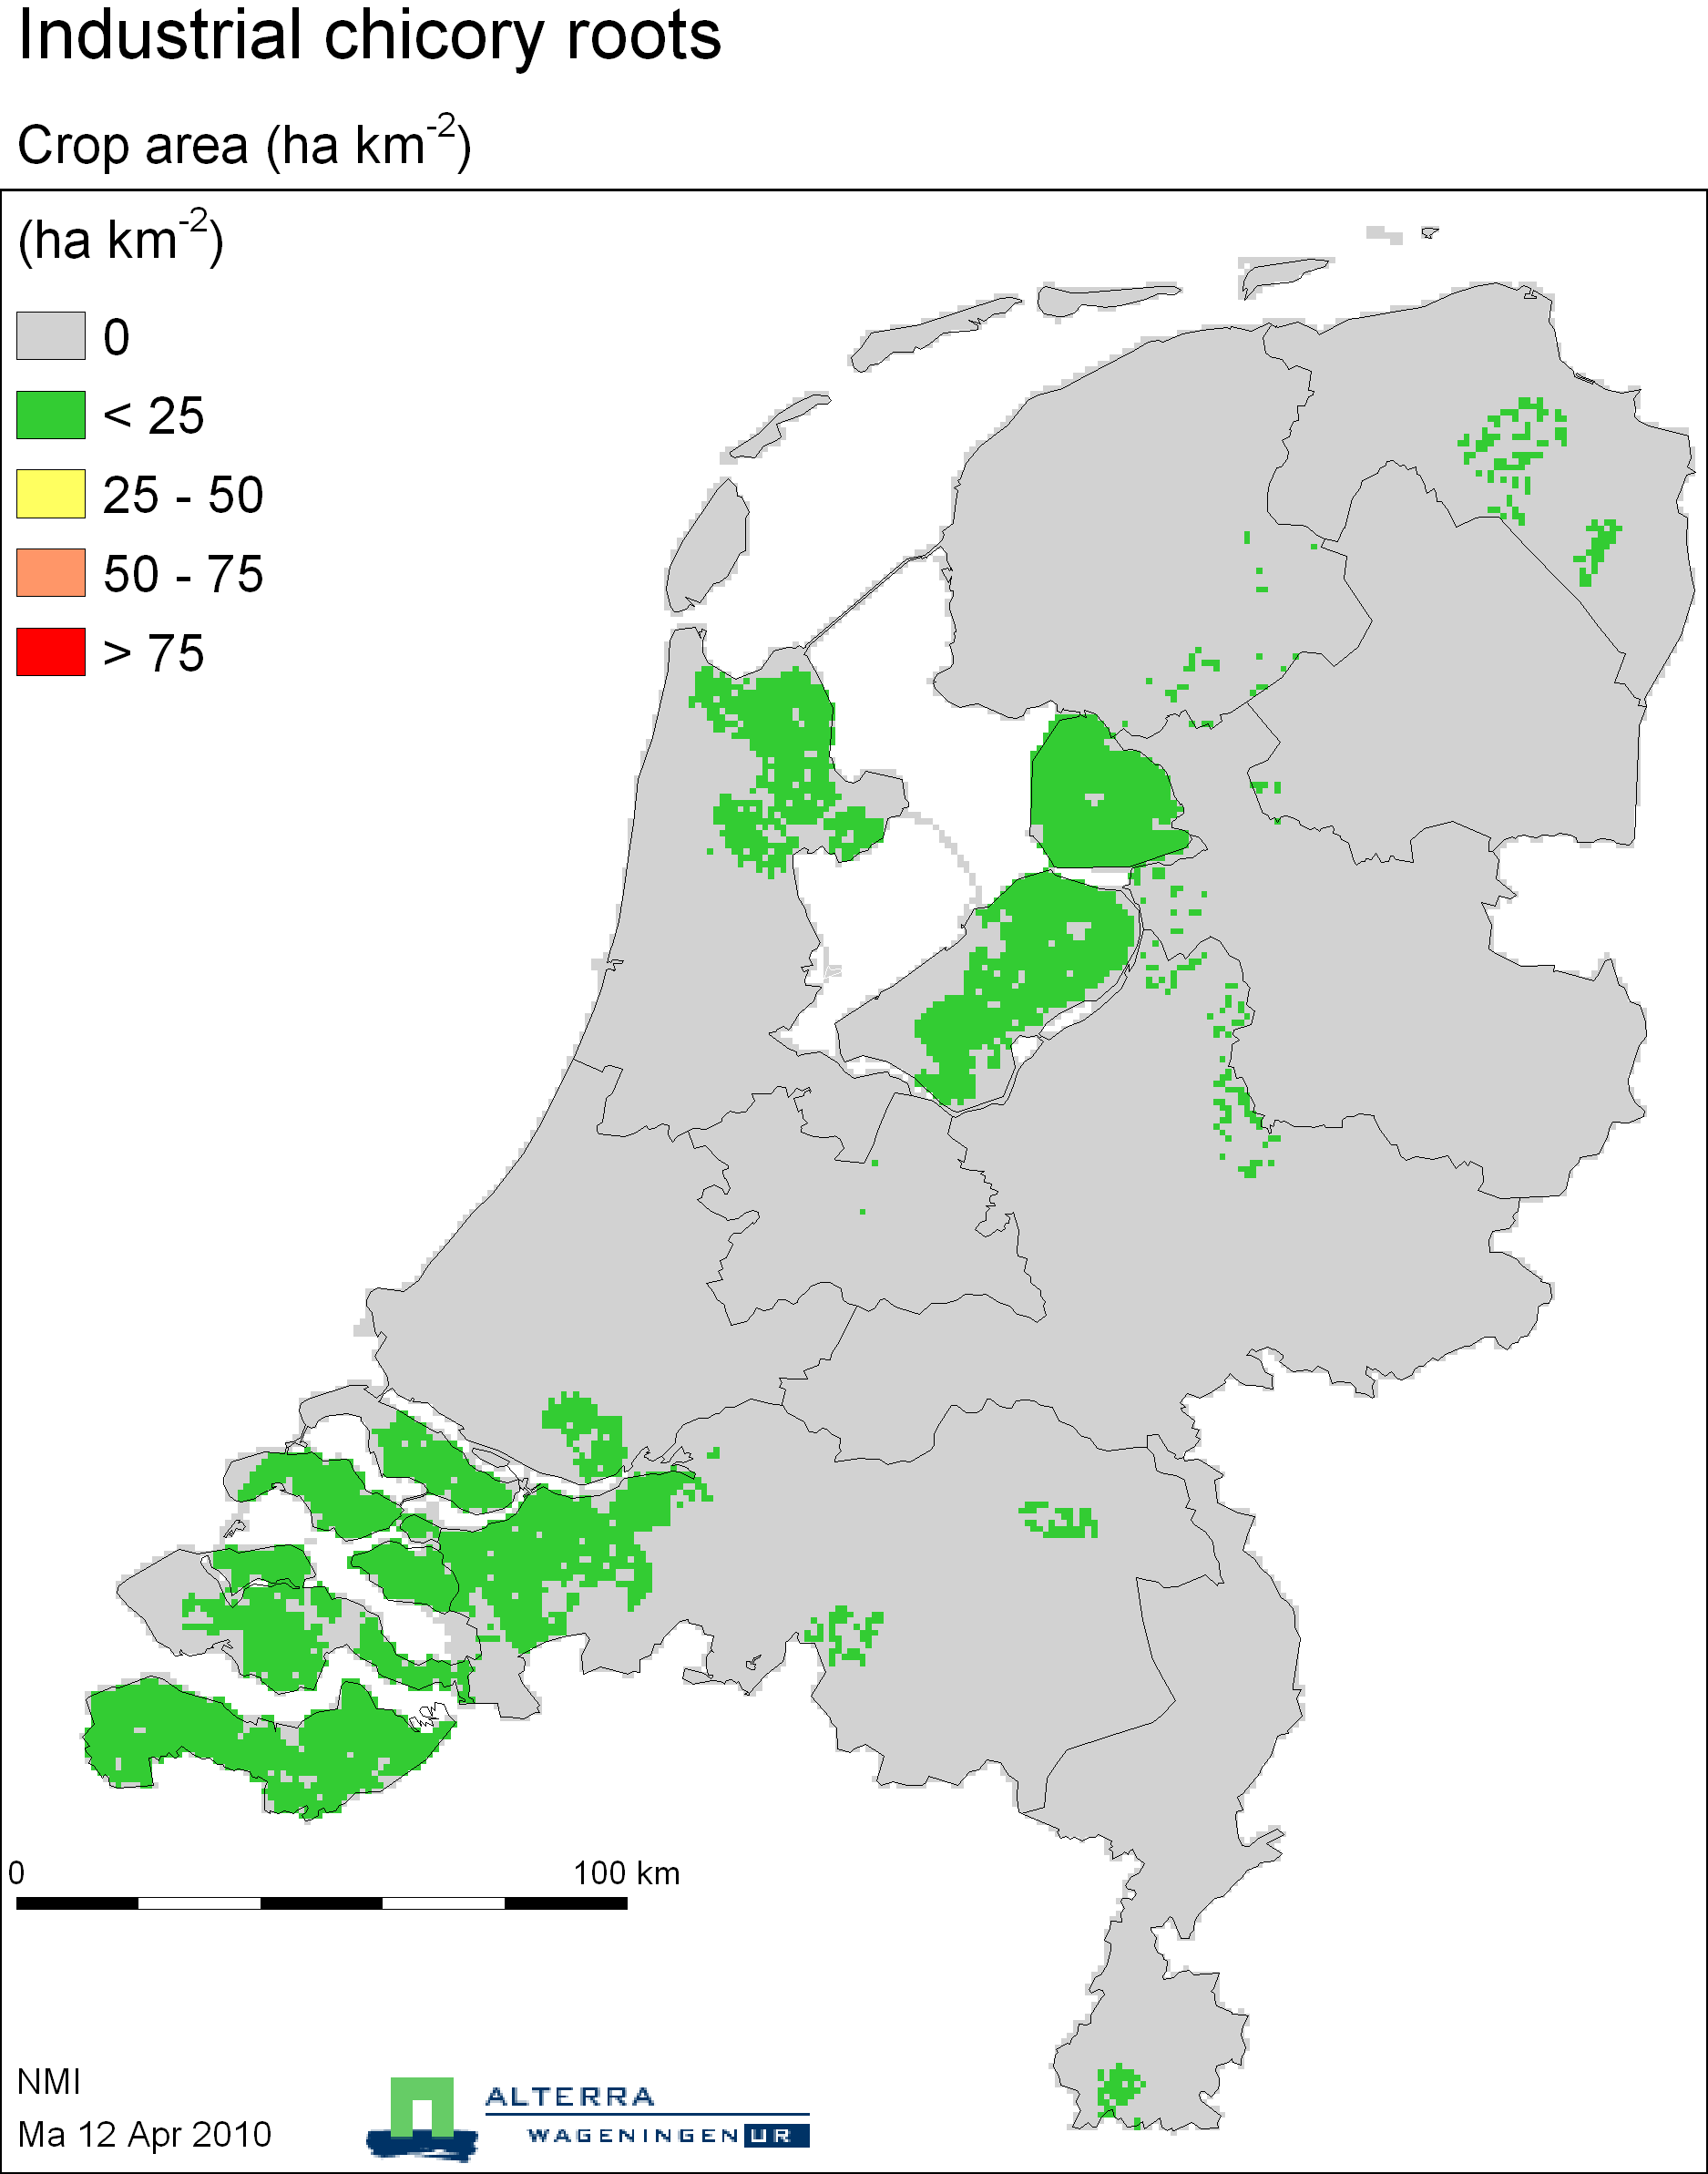 Industrial chicory roots
Crop area (ha km-2)
(ha km-2)
0
< 25
25 - 50
50 - 75
> 75
0 100 km
NMI
Ma 12 Apr 2010
ALTERRA
WAGENINGEN UR